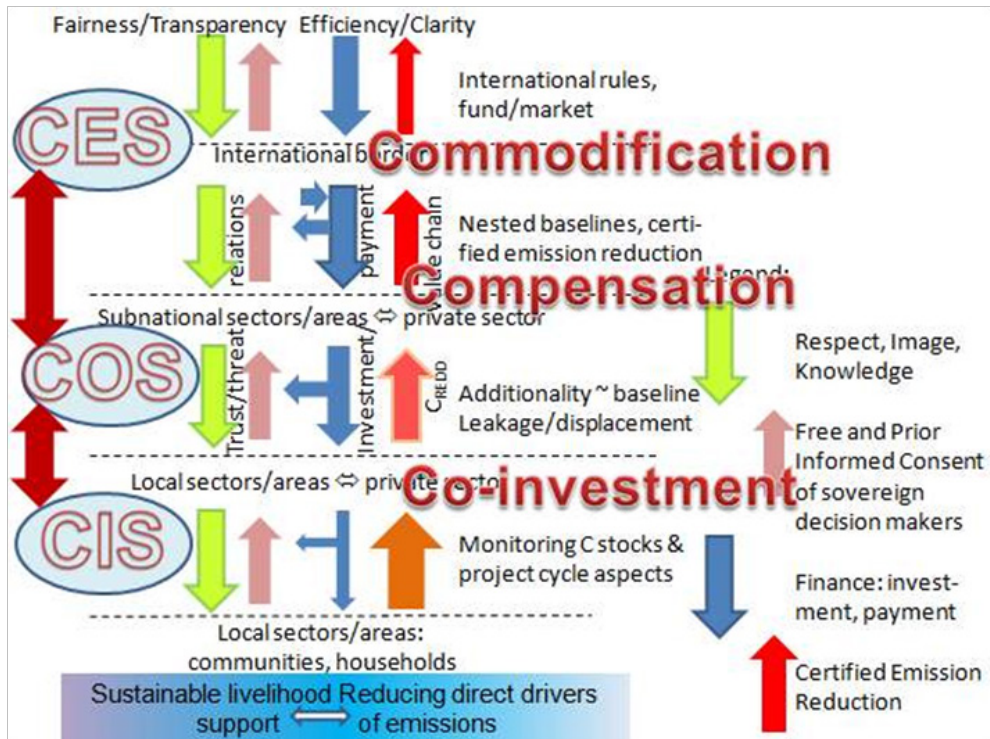 Fairness/Transparency
Efficiency/Clarity
International rules,
fund/market
CES
International border
Commodification
relations
payment
Value chain
Nested baselines, certi-
fied emission reduction
Legend:
Compensation
Subnational sectors/areas ⇔ private sector
COS
Trust/threat
Investment/~
CREDD
Additionality ~ baseline
Leakage/displacement
Respect, Image,
Knowledge
Local sectors/areas ⇔ private sector
Co-investment
Free and Prior
Informed Consent
of sovereign
decision makers
CIS
Monitoring C stocks &
project cycle aspects
Finance: invest-
ment, payment
Local sectors/areas:
communities, households
Certified Emission
Reduction
Sustainable livelihood Reducing direct drivers
support ⟺ of emissions